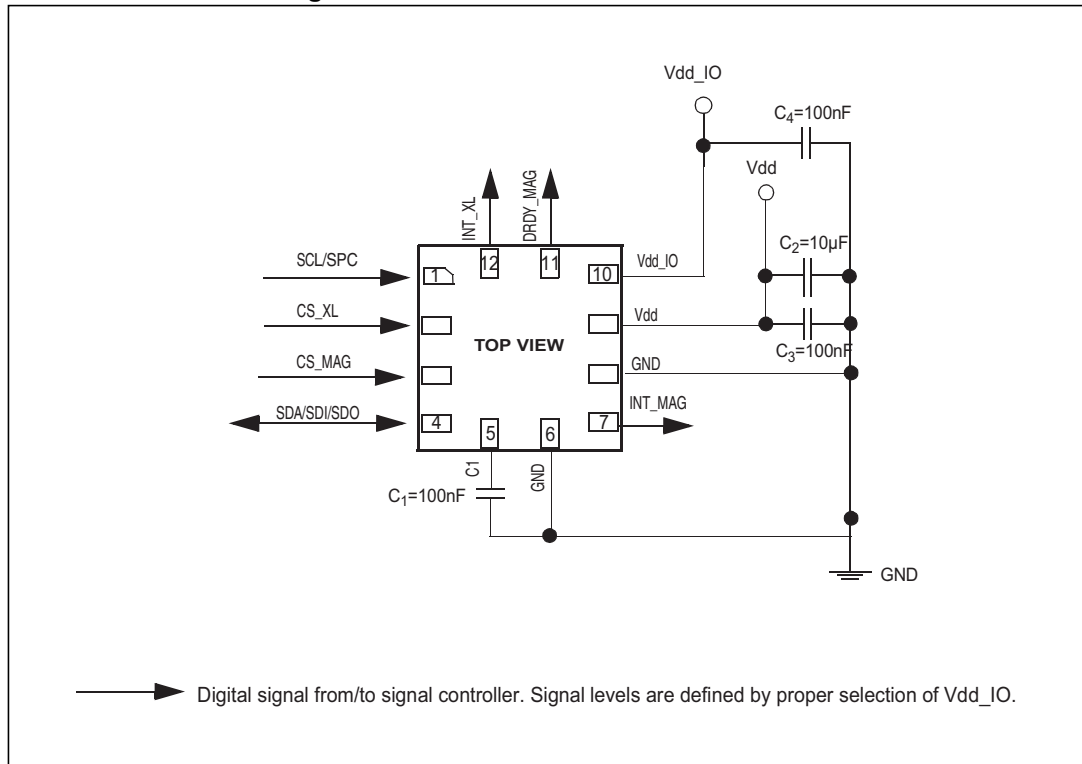 Vdd_IO
C4=100nF
Vdd
INT_XL
DRDY_MAG
C2=10µF
SCL/SPC
1
12
11
10
Vdd_IO
CS_XL
Vdd
TOP VIEW
C3=100nF
CS_MAG
GND
INT_MAG
SDA/SDI/SDO
4
5
6
7
C1
GND
C1=100nF
GND
Digital signal from/to signal controller. Signal levels are defined by proper selection of Vdd_IO.